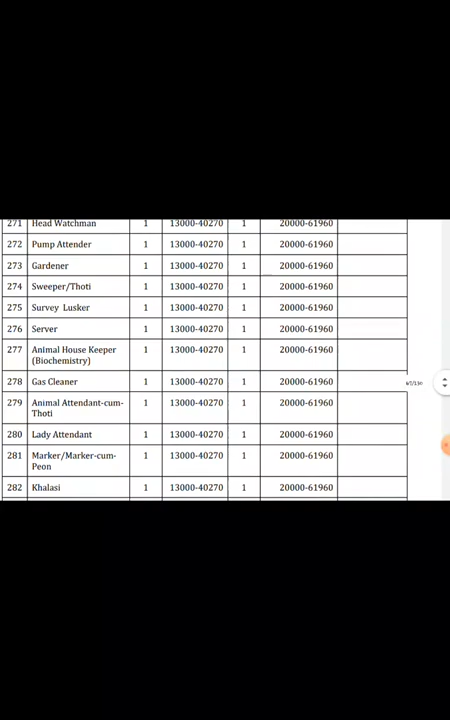 271 Head Watchman 1 13000-40270 1 20000-61960
272 Pump Attender 1 13000-40270 1 20000-61960
273 Gardener 1 13000-40270 1 20000-61960
274 Sweeper/Thoti 1 13000-40270 1 20000-61960
275 Survey Lusker 1 13000-40270 1 20000-61960
276 Server 1 13000-40270 1 20000-61960
277 Animal House Keeper 1 13000-40270 1 20000-61960
(Biochemistry)
278 Gas Cleaner 1 13000-40270 1 20000-61960
67/130
279 Animal Attendant-cum- 1 13000-40270 1 20000-61960
Thoti
280 Lady Attendant 1 13000-40270 1 20000-61960
281 Marker/Marker-cum- 1 13000-40270 1 20000-61960
Peon
282 Khalasi 1 13000-40270 1 20000-61960